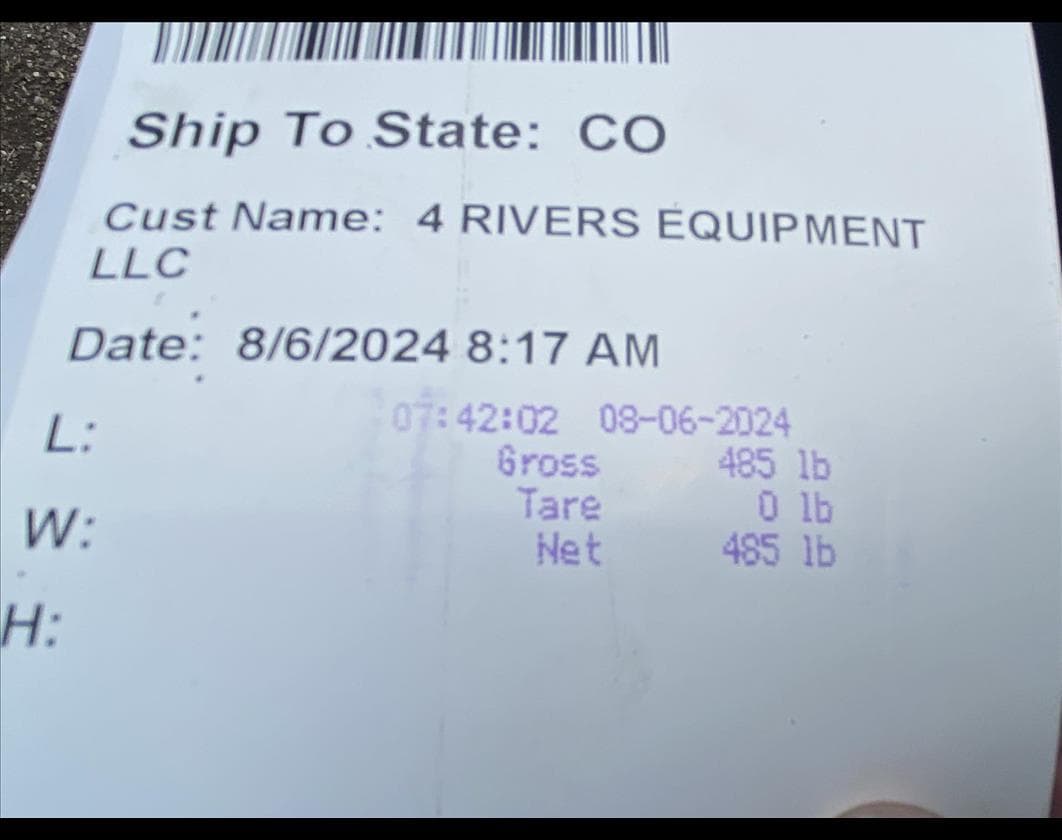 Ship To State: CO
Cust Name: 4 RIVERS EQUIPMENT
LLC
Date: 8/6/2024 8:17 AM
07:42:02 08-06-2024
L:
Gross 485 lb
Tare 0 lb
W:
Net 485 lb
H: